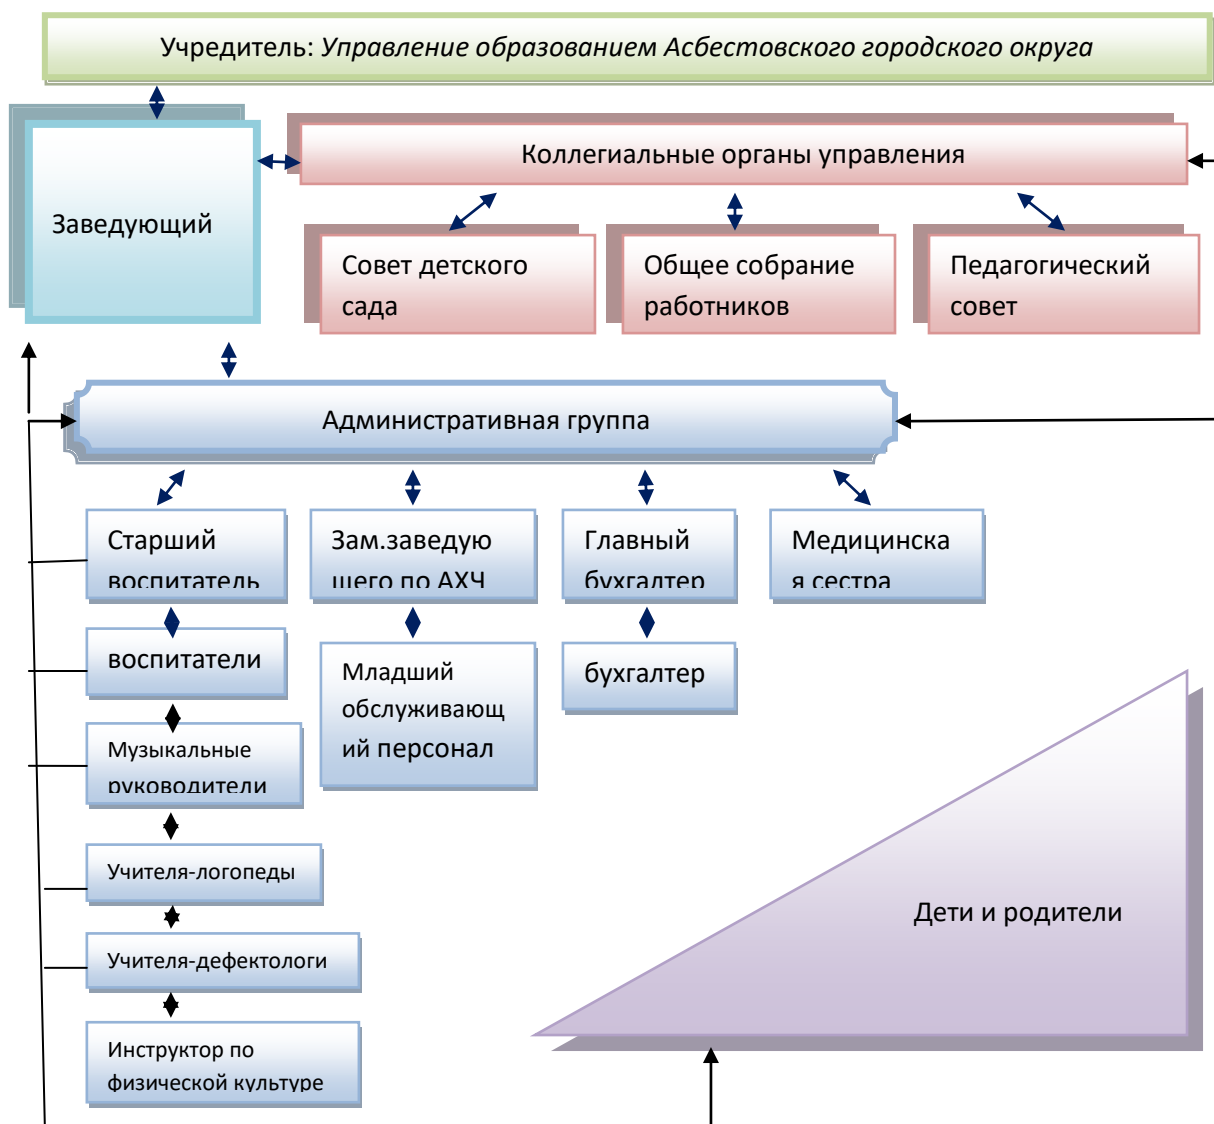 Учредитель: Управление образованием Асбестовского городского округа
Коллегиальные органы управления
Заведующий
Совет детского
сада
Общее собрание
работников
Педагогический
совет
Административная группа
Старший
воспитатель
Зам.заведую
щего по АХЧ
Главный
бухгалтер
Медицинска
я сестра
воспитатели
Младший
обслуживающ
ий персонал
бухгалтер
Музыкальные
руководители
Учителя-логопеды
Учителя-дефектологи
Инструктор по
физической культуре
Дети и родители